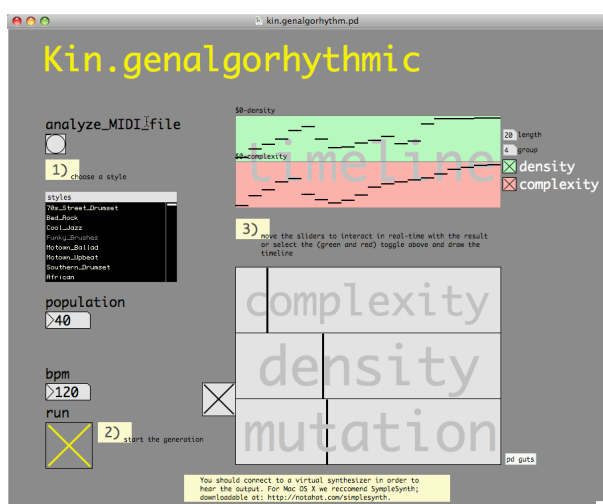 kin.genalgorhythm.pd
Kin.genalgorhythmic
analyze_MIDI_file
1)
choose a style
styles
70s_Street_Drumset
Bed_Rock
Cool_Jazz
Funky_Brushes
Motown_Ballad
Motown_Upbeat
Southern_Drumset
African
population
40
bpm
120
run
2)
start the generation
$0-density
timeline
$0-complexity
20 length
4 group
density
complexity
3)
move the sliders to interact in real-time with the result
or select the (green and red) toggle above and draw the
timeline
complexity
density
mutation
pd guts
You should connect to a virtual synthesizer in order to
hear the output. For Mac OS X we reccomend SympleSynth;
downloadable at: http://notahat.com/simplesynth.